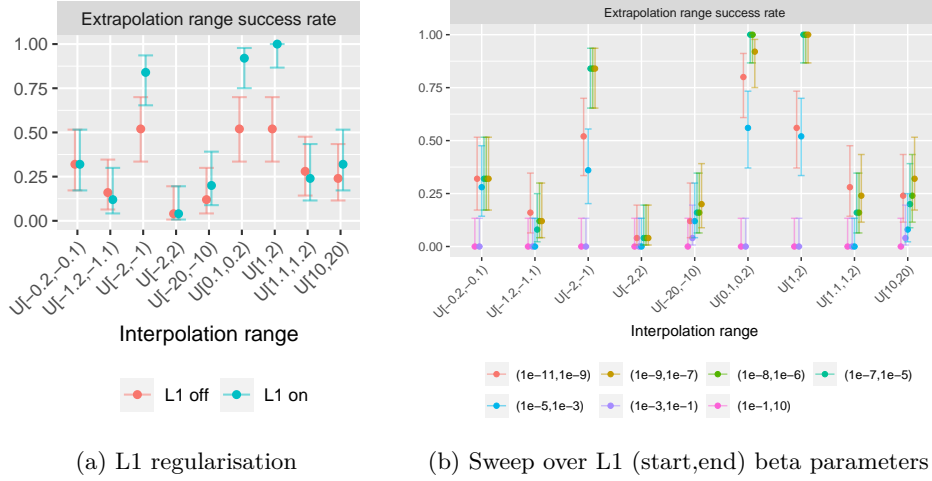 Extrapolation range success rate
1.00
0.75
0.50
0.25
0.00
U[−0.2,−0.1)
U[−1.2,−1.1)
U[−2,−1)
U[−2,2)
U[−20,−10)
U[0.1,0.2)
U[1,2)
U[1.1,1.2)
U[10,20)
Interpolation range
L1 off L1 on
(a) L1 regularisation
Extrapolation range success rate
1.00
0.75
0.50
0.25
0.00
U[−0.2,−0.1)
U[−1.2,−1.1)
U[−2,−1)
U[−2,2)
U[−20,−10)
U[0.1,0.2)
U[1,2)
U[1.1,1.2)
U[10,20)
Interpolation range
(1e−11,1e−9) (1e−9,1e−7) (1e−8,1e−6) (1e−7,1e−5)
(1e−5,1e−3) (1e−3,1e−1) (1e−1,10)
(b) Sweep over L1 (start,end) beta parameters